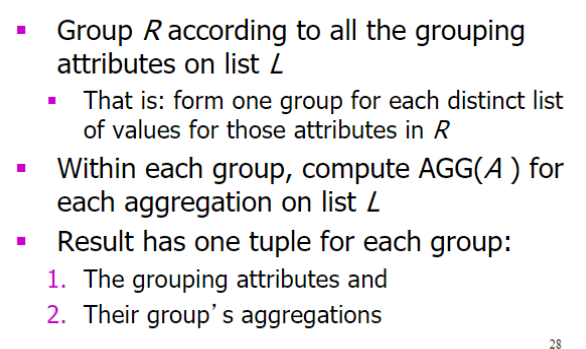 ▪ Group R according to all the grouping
attributes on list L
▪ That is: form one group for each distinct list
of values for those attributes in R
▪ Within each group, compute AGG(A ) for
each aggregation on list L
▪ Result has one tuple for each group:
1. The grouping attributes and
2. Their group’s aggregations
28